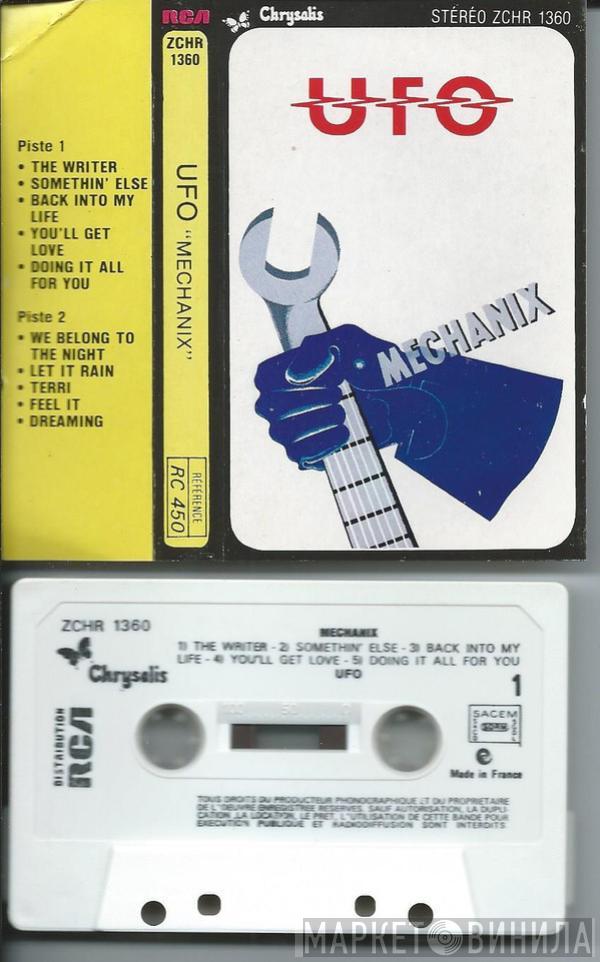 RCA
Chrysalis
STÉRÉO ZCHR 1360
ZCHR
1360
UFO "MECHANIX"
RÉFÉRENCE
RC 450
Piste 1
• THE WRITER
• SOMETHIN' ELSE
• BACK INTO MY
LIFE
• YOU'LL GET
LOVE
• DOING IT ALL
FOR YOU
Piste 2
• WE BELONG TO
THE NIGHT
• LET IT RAIN
• TERRI
• FEEL IT
• DREAMING
UFO
MECHANIX
ZCHR 1360
Chrysalis
DISTRIBUTION
RCA
MECHANIX
1) THE WRITER - 2) SOMETHIN' ELSE - 3) BACK INTO MY
LIFE - 4) YOU'LL GET LOVE - 5) DOING IT ALL FOR YOU
UFO
1
100 50 0
SACEM
Made in France
TOUS DROITS DU PRODUCTEUR PHONOGRAPHIQUE ET DU PROPRIETAIRE
DE L'OEUVRE ENREGISTREE RESERVES. SAUF AUTORISATION, LA DUPLI-
CATION, LA LOCATION, LE PRET, L'UTILISATION DE CETTE BANDE POUR
EXECUTION PUBLIQUE ET RADIODIFFUSION SONT INTERDITS
МАРКЕТ ВИНИЛА